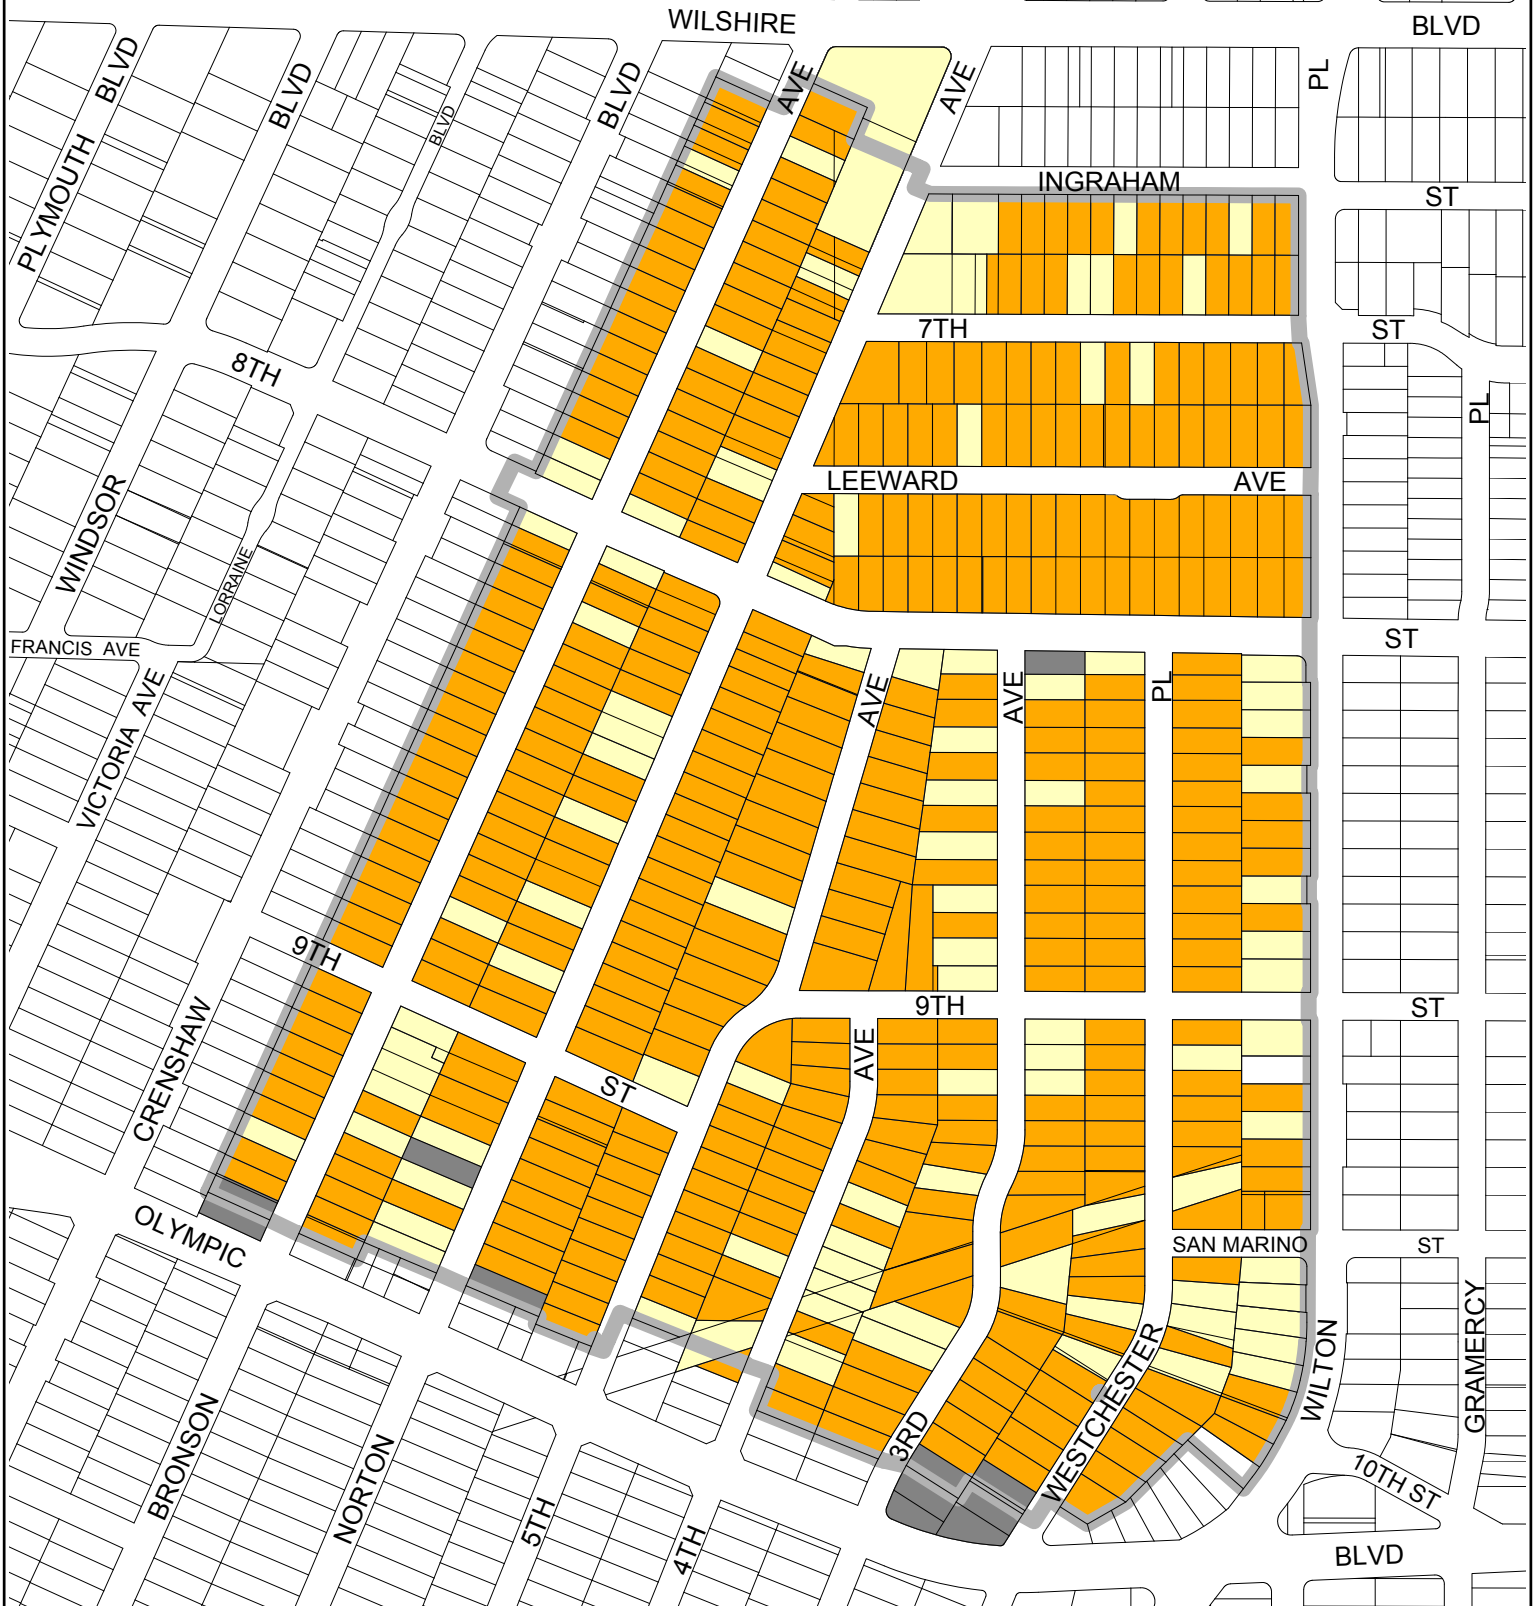 WILSHIRE
BLVD
BLVD
BLVD
BLVD
BLVD
AVE
AVE
PL
PLYMOUTH
INGRAHAM
ST
7TH
ST
8TH
PL
LEEWARD
AVE
WINDSOR
LORRAINE
FRANCIS AVE
ST
VICTORIA AVE
AVE
AVE
PL
9TH
9TH
ST
CRENSHAW
ST
AVE
OLYMPIC
SAN MARINO
ST
WILTON
GRAMERCY
WESTCHESTER
3RD
BRONSON
NORTON
5TH
4TH
10TH ST
BLVD